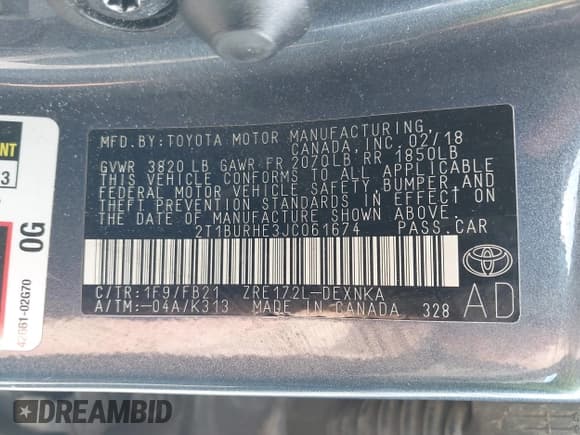 MFD.BY:TOYOTA MOTOR MANUFACTURING,
CANADA,INC. 02/18
GVWR 3820 LB GAWR FR 2070LB,RR 1850LB
THIS VEHICLE CONFORMS TO ALL APPLICABLE
FEDERAL MOTOR VEHICLE SAFETY,BUMPER,AND
THEFT PREVENTION STANDARDS IN EFFECT ON
THE DATE OF MANUFACTURE SHOWN ABOVE.
2T1BURHE3JC061674 PASS.CAR
C/TR:1F9/FB21 ZRE172L-DEXNKA
A/TM:-04A/K313 MADE IN CANADA 328
AD
0G
42661-02G70
DREAMBID